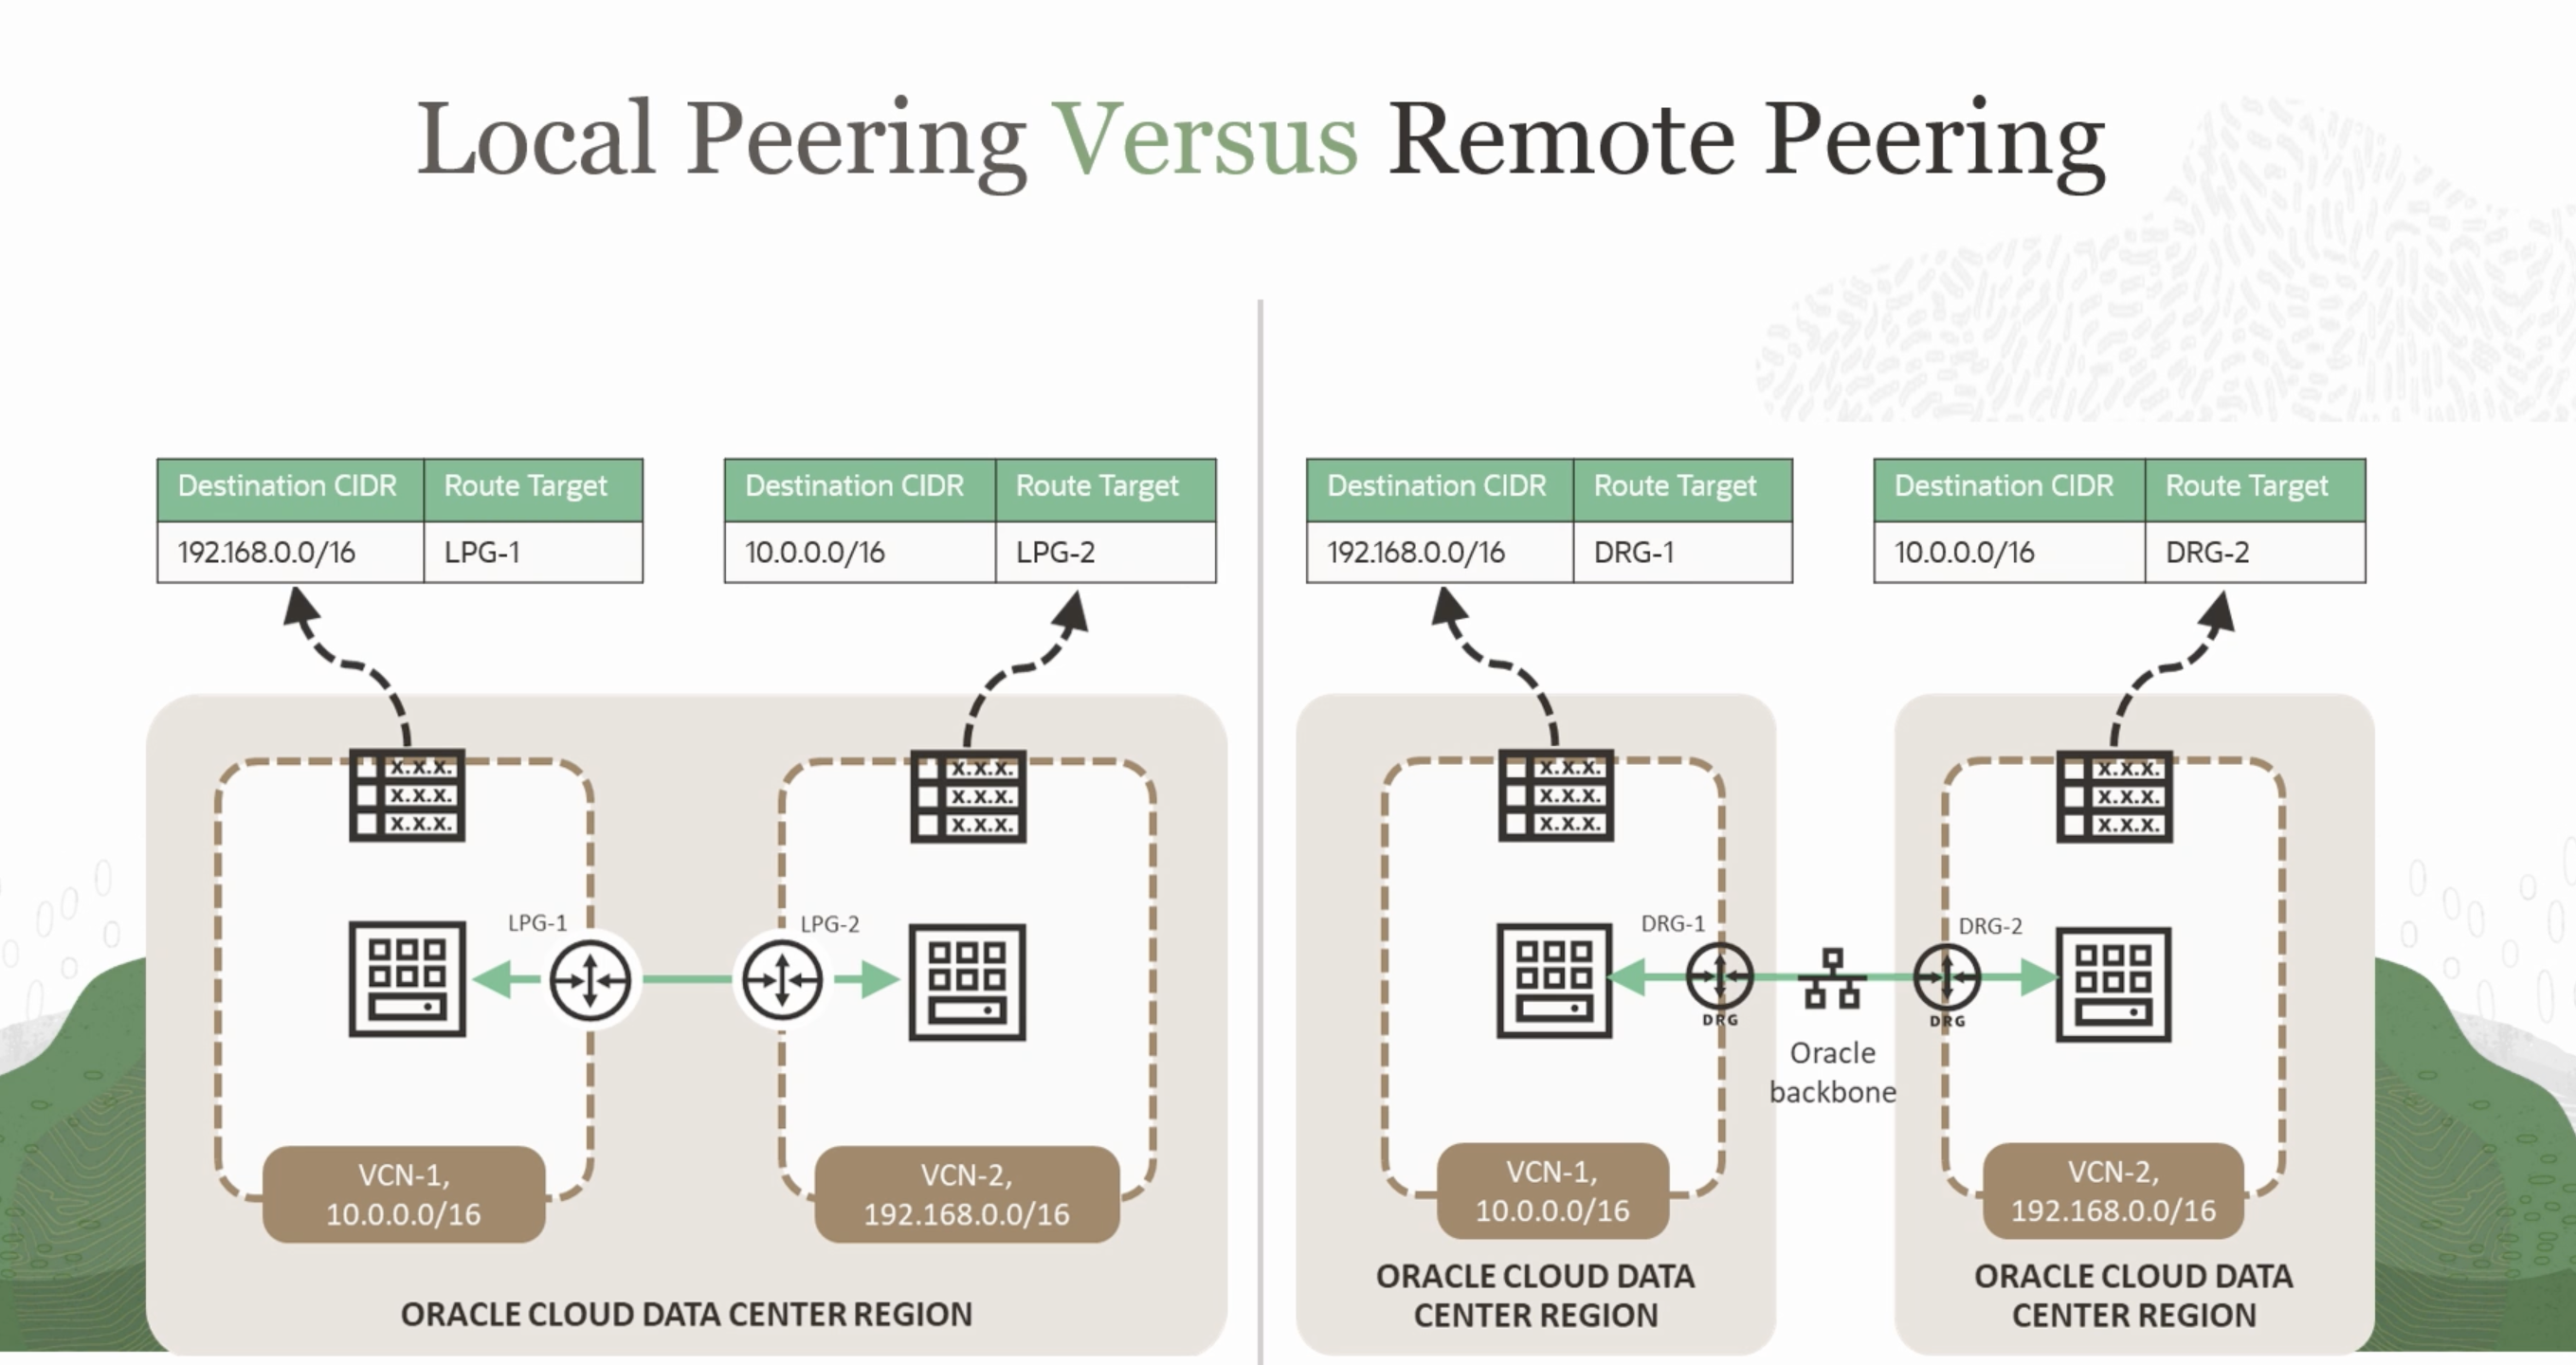 Local Peering Versus Remote Peering
Destination CIDR Route Target
192.168.0.0/16 LPG-1
Destination CIDR Route Target
10.0.0.0/16 LPG-2
x.x.x.
x.x.x.
x.x.x.
x.x.x.
x.x.x.
x.x.x.
LPG-1
LPG-2
VCN-1,
10.0.0.0/16
VCN-2,
192.168.0.0/16
ORACLE CLOUD DATA CENTER REGION
Destination CIDR Route Target
192.168.0.0/16 DRG-1
Destination CIDR Route Target
10.0.0.0/16 DRG-2
x.x.x.
x.x.x.
x.x.x.
x.x.x.
x.x.x.
x.x.x.
DRG-1
DRG
DRG-2
DRG
Oracle
backbone
VCN-1,
10.0.0.0/16
ORACLE CLOUD DATA
CENTER REGION
VCN-2,
192.168.0.0/16
ORACLE CLOUD DATA
CENTER REGION